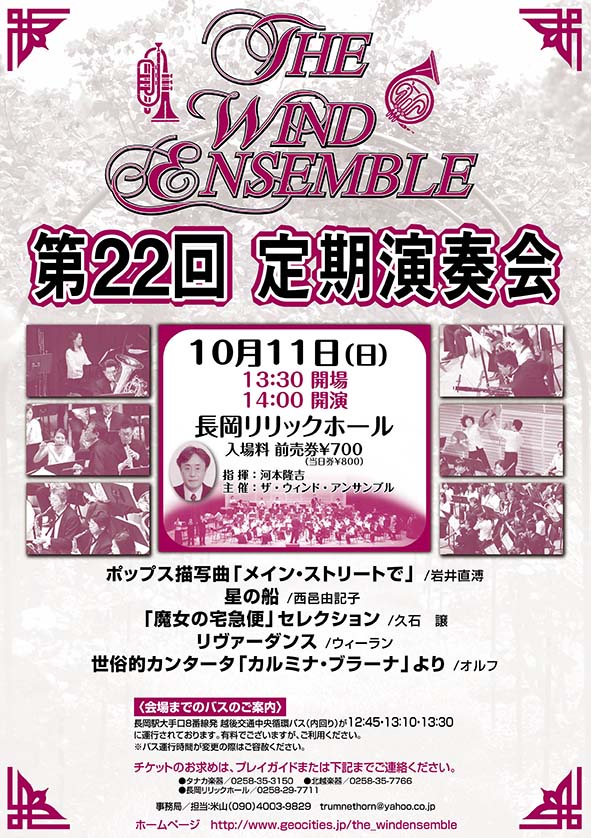 THE
WIND
ENSEMBLE
第22回 定期演奏会
10月11日(日)
13:30 開場
14:00 開演
長岡リリックホール
入場料 前売券¥700
(当日券¥800)
指 揮：河本隆吉
主 催：ザ・ウィンド・アンサンブル
ポップス描写曲「メイン・ストリートで」 /岩井直溥
星の船 /西邑由記子
「魔女の宅急便」セレクション /久石 譲
リヴァーダンス /ウィーラン
世俗的カンタータ「カルミナ・ブラーナ」より /オルフ
〈会場までのバスのご案内〉
長岡駅大手口8番線発 越後交通中央循環バス(内回り)が12:45・13:10・13:30
に運行されております。有料でございますが、ご利用ください。
※バス運行時間が変更の際はご容赦ください。
チケットのお求めは、プレイガイドまたは下記までご連絡ください。
●タナカ楽器／0258-35-3150 ●北越楽器／0258-35-7766
●長岡リリックホール／0258-29-7711
事務局／担当:米山(090)4003-9829 trumnethorn@yahoo.co.jp
ホームページ http://www.geocities.jp/the_windensemble